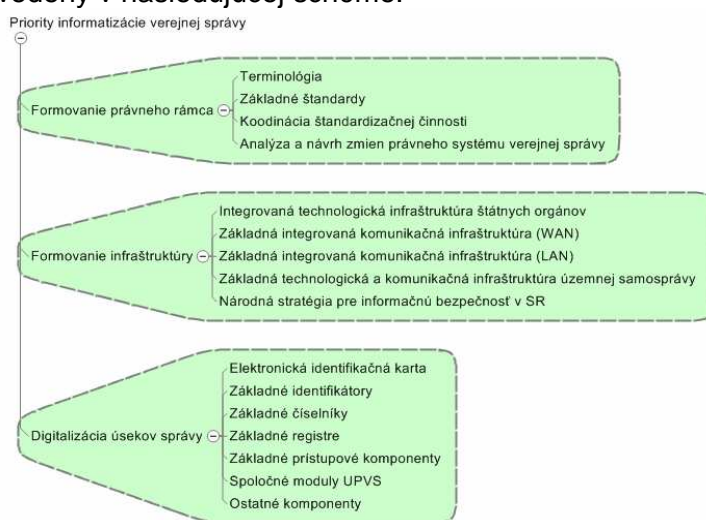 Priority informatizácie verejnej správy
Formovanie právneho rámca
Terminológia
Základné štandardy
Koodinácia štandardizačnej činnosti
Analýza a návrh zmien právneho systému verejnej správy
Formovanie infraštruktúry
Integrovaná technologická infraštruktúra štátnych orgánov
Základná integrovaná komunikačná infraštruktúra (WAN)
Základná integrovaná komunikačná infraštruktúra (LAN)
Základná technologická a komunikačná infraštruktúra územnej samosprávy
Národná stratégia pre informačnú bezpečnosť v SR
Digitalizácia úsekov správy
Elektronická identifikačná karta
Základné identifikátory
Základné číselníky
Základné registre
Základné prístupové komponenty
Spoločné moduly UPVS
Ostatné komponenty